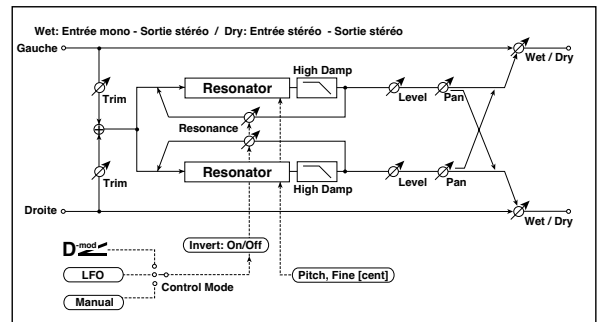 Wet: Entrée mono - Sortie stéréo / Dry: Entrée stéréo - Sortie stéréo
Gauche
Wet / Dry
High Damp
Resonator
Trim
Level
Pan
Resonance
Trim
Resonator
High Damp
Level
Pan
Droite
Wet / Dry
D-mod
Invert: On/Off
LFO
Control Mode
Pitch, Fine [cent]
Manual